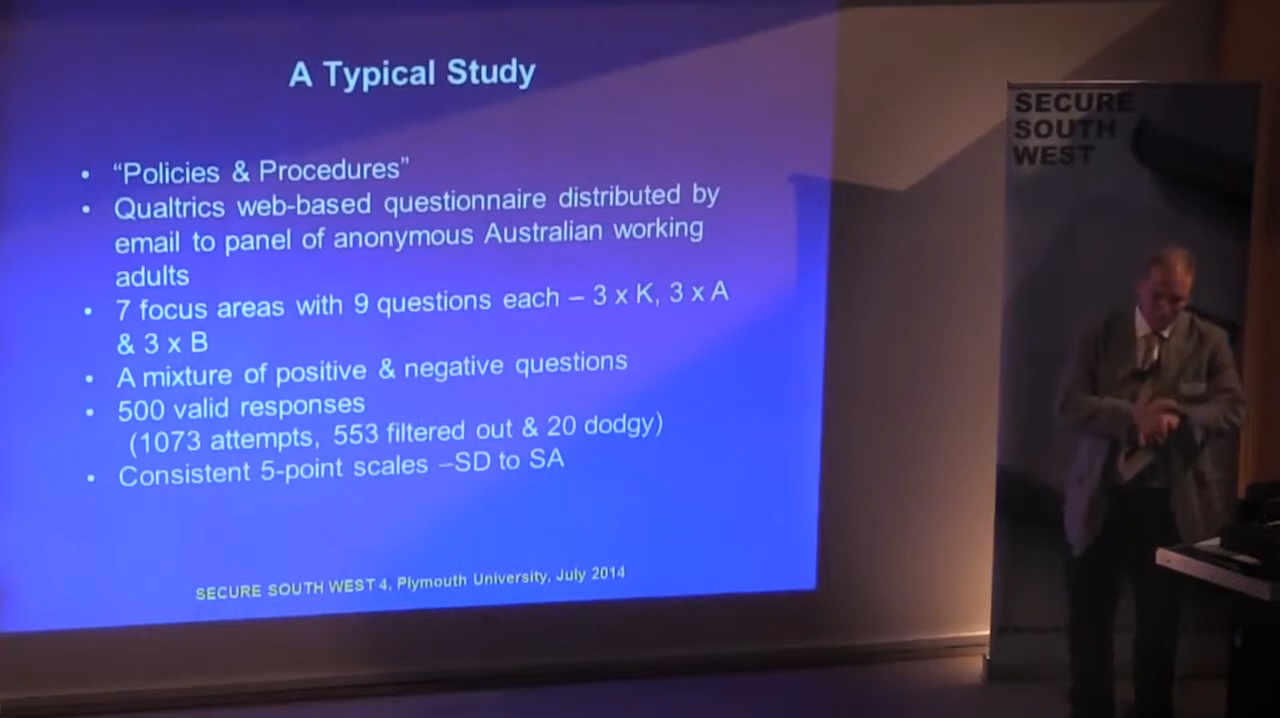 A Typical Study
• “Policies & Procedures”
• Qualtrics web-based questionnaire distributed by
email to panel of anonymous Australian working
adults
• 7 focus areas with 9 questions each – 3 x K, 3 x A
& 3 x B
• A mixture of positive & negative questions
• 500 valid responses
(1073 attempts, 553 filtered out & 20 dodgy)
• Consistent 5-point scales –SD to SA
SECURE SOUTH WEST 4, Plymouth University, July 2014
SECURE
SOUTH
WEST